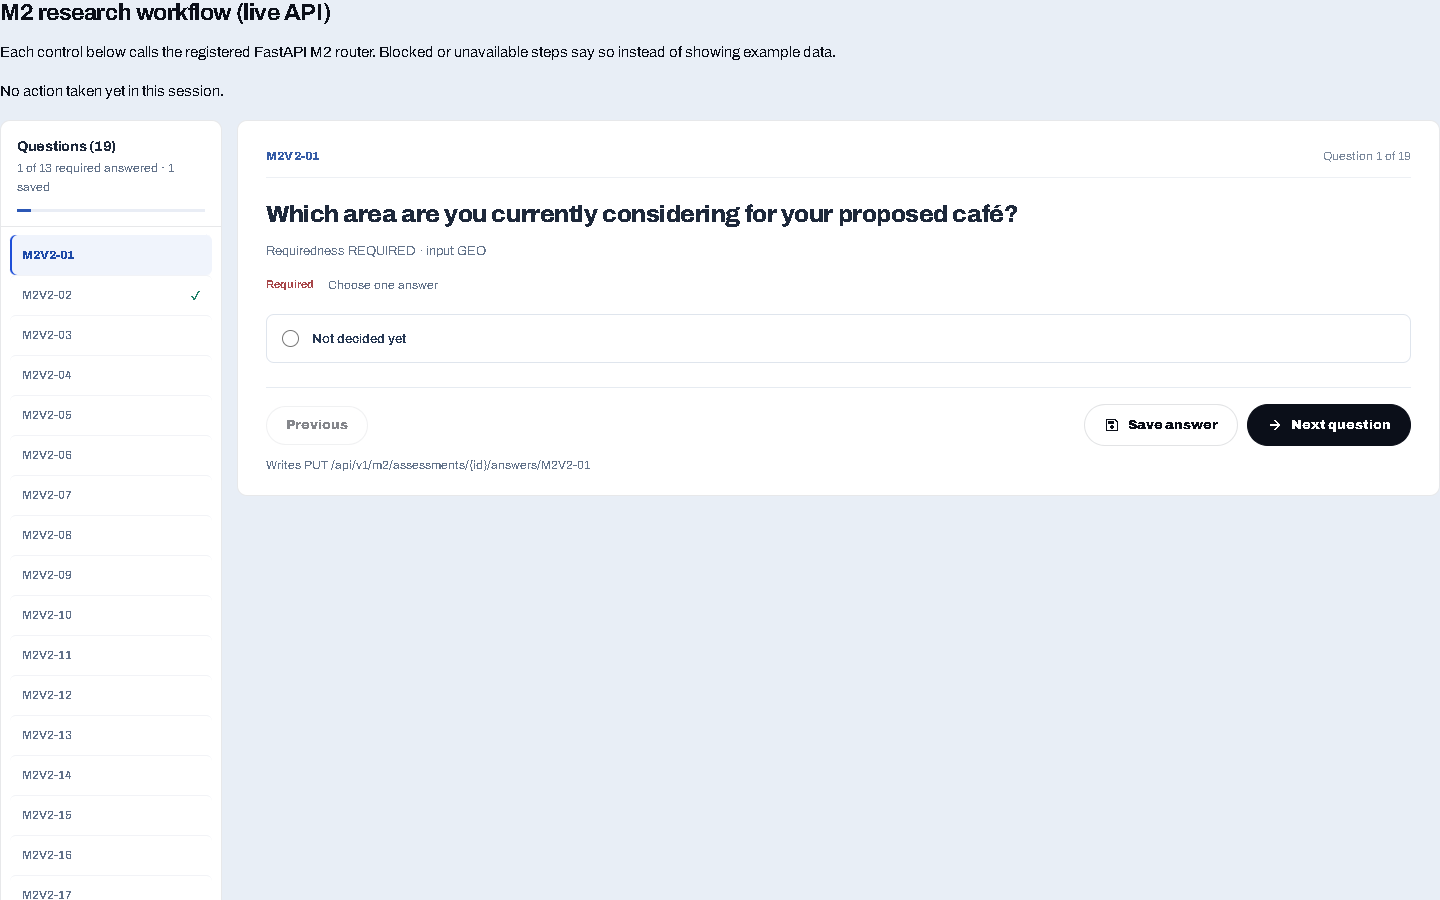 M2 research workflow (live API)
Each control below calls the registered FastAPI M2 router. Blocked or unavailable steps say so instead of showing example data.
No action taken yet in this session.
Questions (19)
1 of 13 required answered · 1
saved
M2V2-01
M2V2-02 ✓
M2V2-03
M2V2-04
M2V2-05
M2V2-06
M2V2-07
M2V2-08
M2V2-09
M2V2-10
M2V2-11
M2V2-12
M2V2-13
M2V2-14
M2V2-15
M2V2-16
M2V2-17
M2V2-01
Question 1 of 19
Which area are you currently considering for your proposed café?
Requiredness REQUIRED · input GEO
Required Choose one answer
Not decided yet
Previous
Save answer
→ Next question
Writes PUT /api/v1/m2/assessments/{id}/answers/M2V2-01